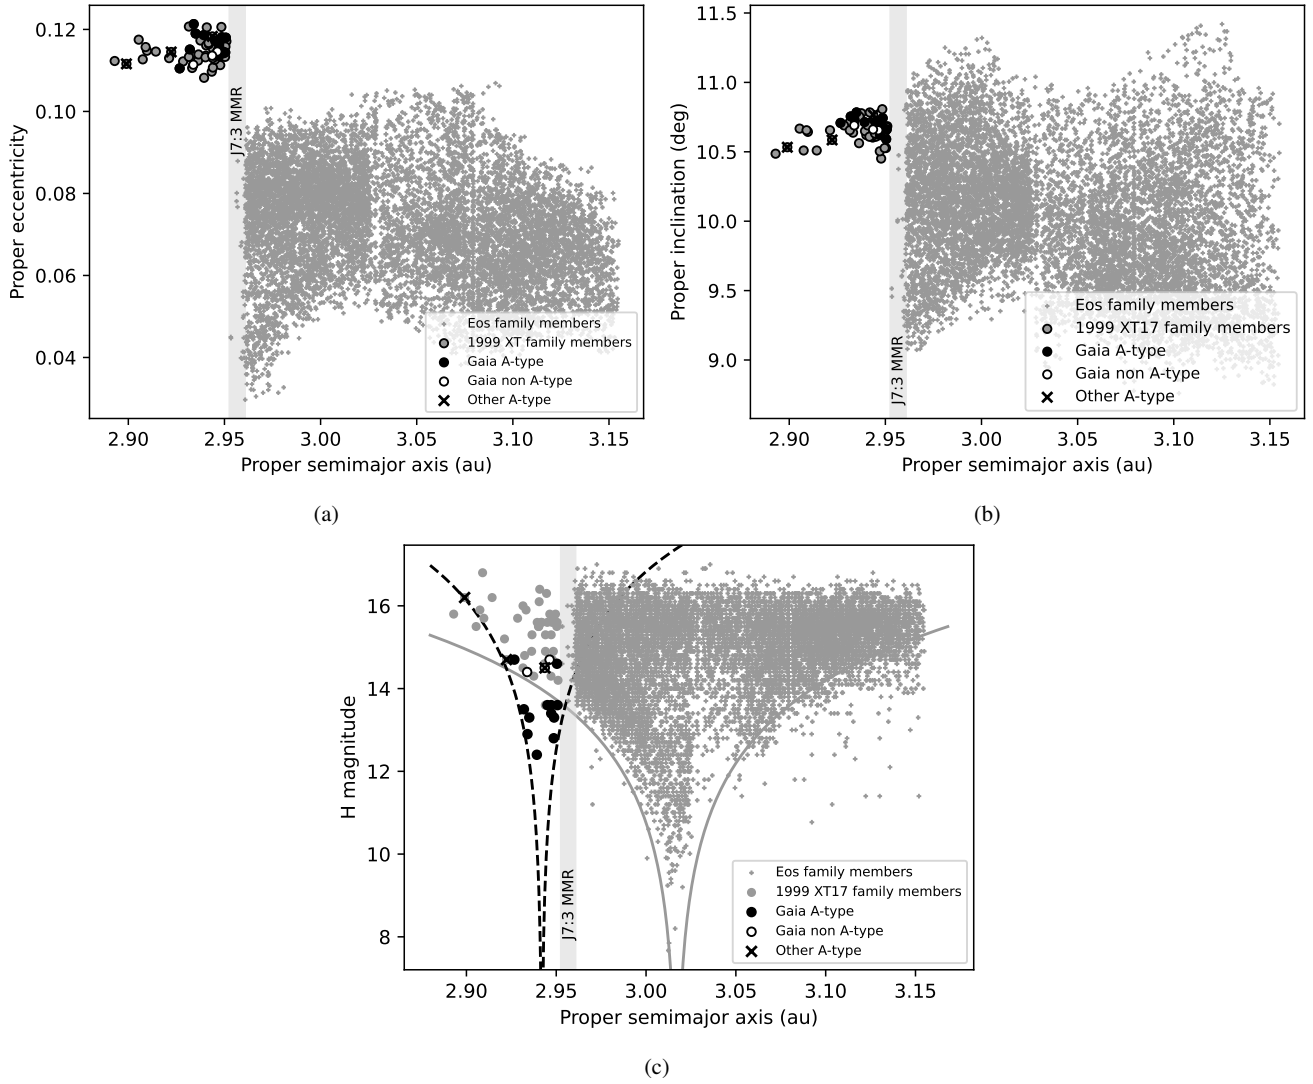 0.12
0.10
0.08
0.06
0.04
Proper eccentricity
J7:3 MMR
Eos family members
1999 XT family members
Gaia A-type
Gaia non A-type
Other A-type
2.90 2.95 3.00 3.05 3.10 3.15
Proper semimajor axis (au)
(a)
11.5
11.0
10.5
10.0
9.5
9.0
Proper inclination (deg)
J7:3 MMR
Eos family members
1999 XT17 family members
Gaia A-type
Gaia non A-type
Other A-type
2.90 2.95 3.00 3.05 3.10 3.15
Proper semimajor axis (au)
(b)
16
14
12
10
8
H magnitude
J7:3 MMR
Eos family members
1999 XT17 family members
Gaia A-type
Gaia non A-type
Other A-type
2.90 2.95 3.00 3.05 3.10 3.15
Proper semimajor axis (au)
(c)